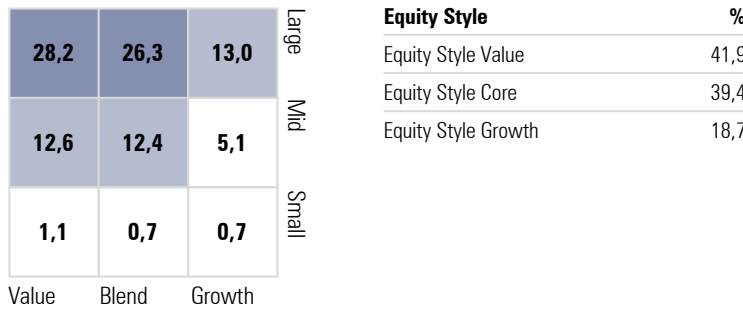 28,2 26,3 13,0 Large
12,6 12,4 5,1 Mid
1,1 0,7 0,7 Small
Value Blend Growth
Equity Style %
Equity Style Value 41,9
Equity Style Core 39,4
Equity Style Growth 18,7